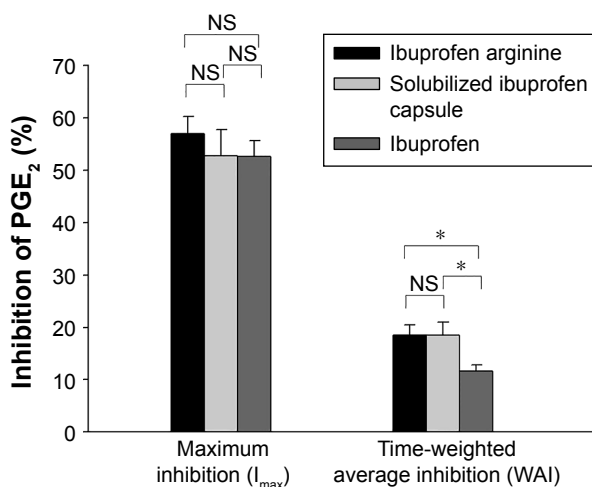 NS
NS
NS
Ibuprofen arginine
Solubilized ibuprofen
capsule
Ibuprofen
Inhibition of PGE₂ (%)
70
60
50
40
30
20
10
0
*
*
NS
Maximum
inhibition (Iₘₐₓ)
Time-weighted
average inhibition (WAI)